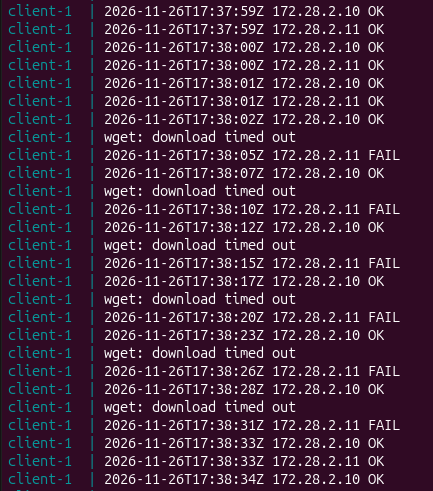 client-1 | 2026-11-26T17:37:59Z 172.28.2.10 OK
client-1 | 2026-11-26T17:37:59Z 172.28.2.11 OK
client-1 | 2026-11-26T17:38:00Z 172.28.2.10 OK
client-1 | 2026-11-26T17:38:00Z 172.28.2.11 OK
client-1 | 2026-11-26T17:38:01Z 172.28.2.10 OK
client-1 | 2026-11-26T17:38:01Z 172.28.2.11 OK
client-1 | 2026-11-26T17:38:02Z 172.28.2.10 OK
client-1 | wget: download timed out
client-1 | 2026-11-26T17:38:05Z 172.28.2.11 FAIL
client-1 | 2026-11-26T17:38:07Z 172.28.2.10 OK
client-1 | wget: download timed out
client-1 | 2026-11-26T17:38:10Z 172.28.2.11 FAIL
client-1 | 2026-11-26T17:38:12Z 172.28.2.10 OK
client-1 | wget: download timed out
client-1 | 2026-11-26T17:38:15Z 172.28.2.11 FAIL
client-1 | 2026-11-26T17:38:17Z 172.28.2.10 OK
client-1 | wget: download timed out
client-1 | 2026-11-26T17:38:20Z 172.28.2.11 FAIL
client-1 | 2026-11-26T17:38:23Z 172.28.2.10 OK
client-1 | wget: download timed out
client-1 | 2026-11-26T17:38:26Z 172.28.2.11 FAIL
client-1 | 2026-11-26T17:38:28Z 172.28.2.10 OK
client-1 | wget: download timed out
client-1 | 2026-11-26T17:38:31Z 172.28.2.11 FAIL
client-1 | 2026-11-26T17:38:33Z 172.28.2.10 OK
client-1 | 2026-11-26T17:38:33Z 172.28.2.11 OK
client-1 | 2026-11-26T17:38:34Z 172.28.2.10 OK